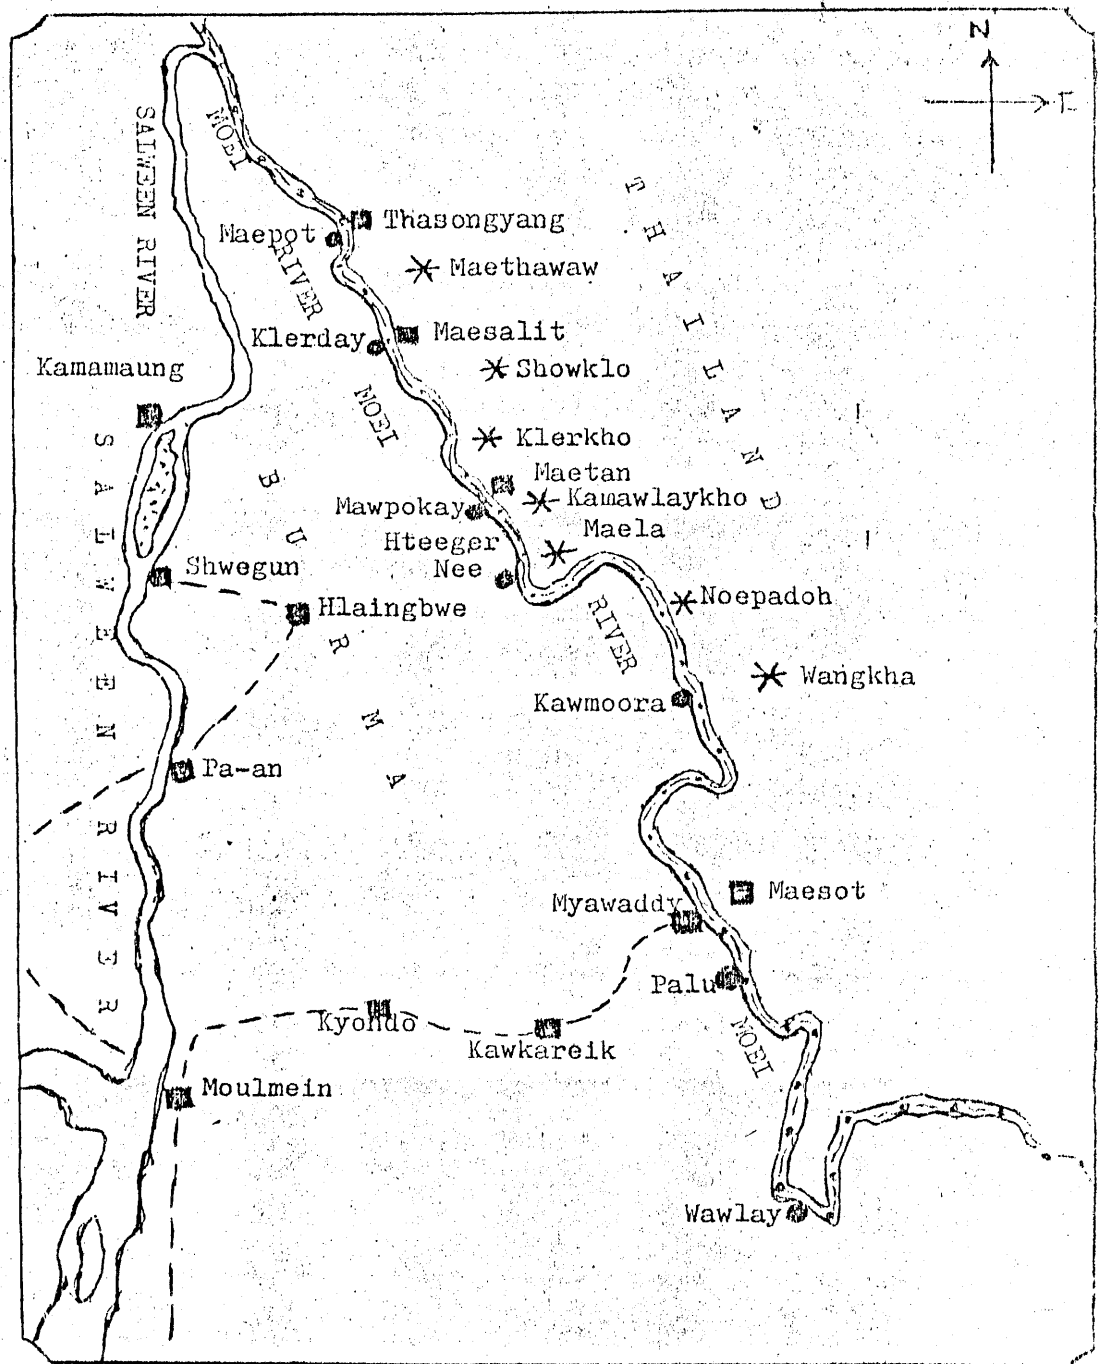 N
E
SALWEEN RIVER
MOEI
RIVER
THAILAND
Thasongyang
Maepot
Maethawaw
Klerday
Maesalit
Showklo
Kamamaung
MOEI
Klerkho
Maetan
Kamawlaykho
Mawpokay
Maela
Hteeger
Nee
SALWEEN RIVER
BURMA
Shwegun
Hlaingbwe
Noepadoh
RIVER
Wangkha
Kawmoora
Pa-an
Maesot
Myawaddy
Palu
Kyondo
Kawkareik
MOEI
Moulmein
Wawlay